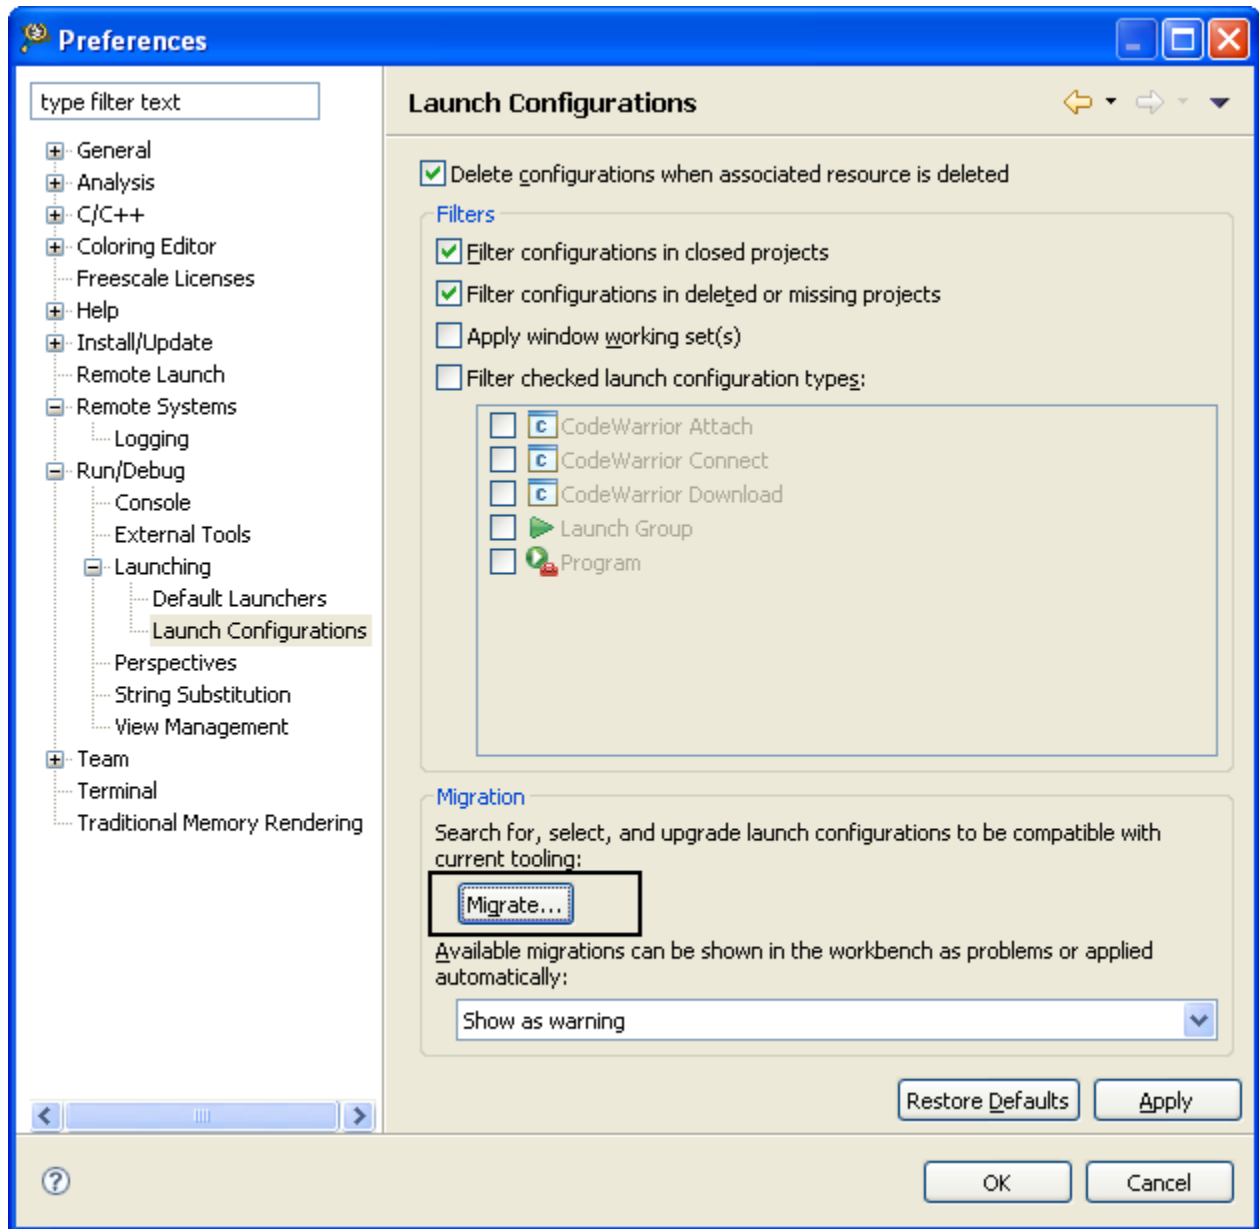 Preferences
type filter text
General
Analysis
C/C++
Coloring Editor
Freescale Licenses
Help
Install/Update
Remote Launch
Remote Systems
Logging
Run/Debug
Console
External Tools
Launching
Default Launchers
Launch Configurations
Perspectives
String Substitution
View Management
Team
Terminal
Traditional Memory Rendering
Launch Configurations
Delete configurations when associated resource is deleted
Filters
Filter configurations in closed projects
Filter configurations in deleted or missing projects
Apply window working set(s)
Filter checked launch configuration types:
CodeWarrior Attach
CodeWarrior Connect
CodeWarrior Download
Launch Group
Program
Migration
Search for, select, and upgrade launch configurations to be compatible with
current tooling:
Migrate...
Available migrations can be shown in the workbench as problems or applied
automatically:
Show as warning
Restore Defaults
Apply
OK
Cancel